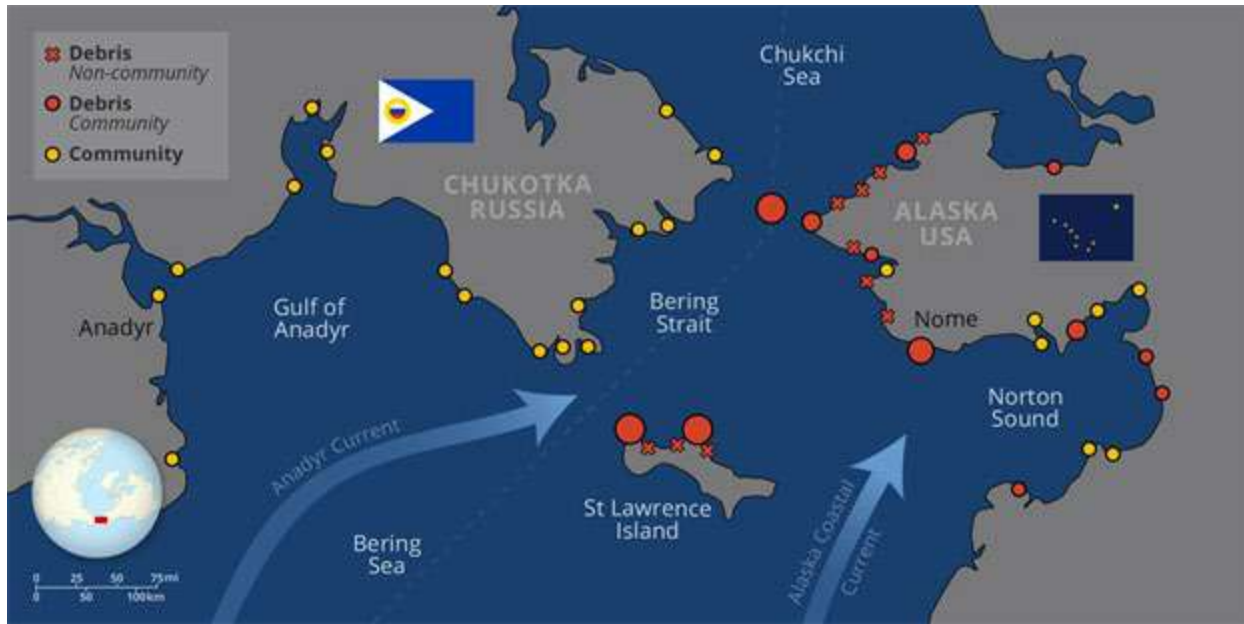 Debris
Non-community
Debris
Community
Community
Chukchi
Sea
CHUKOTKA
RUSSIA
ALASKA
USA
Anadyr
Gulf of
Anadyr
Bering
Strait
Nome
Norton
Sound
Anadyr Current
St Lawrence
Island
Alaska Coastal
Current
Bering
Sea
0 25 50 75mi
0 50 100km